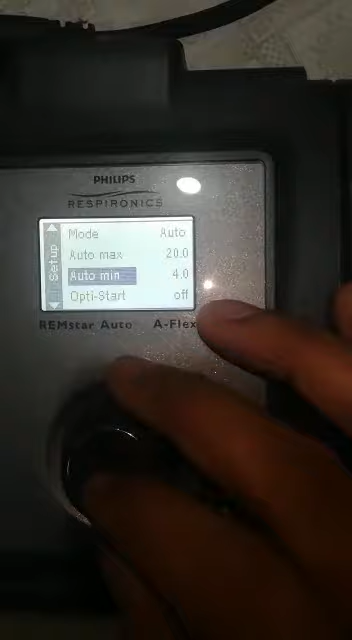 PHILIPS
RESPIRONICS
Setup
Mode Auto
Auto max 20.0
Auto min 4.0
Opti-Start off
REMstar Auto A-Flex